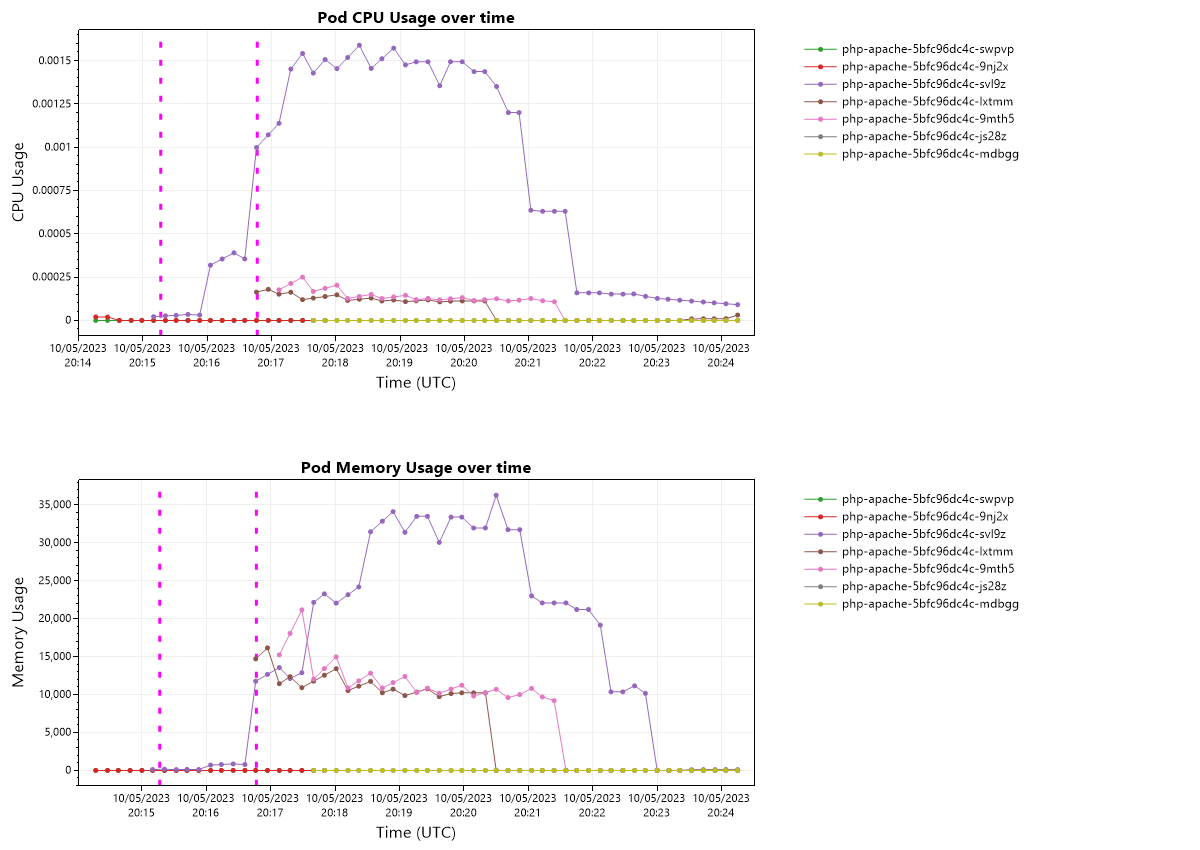 Pod CPU Usage over time
CPU Usage
0.0015
0.00125
0.001
0.00075
0.0005
0.00025
0
10/05/2023 10/05/2023 10/05/2023 10/05/2023 10/05/2023 10/05/2023 10/05/2023 10/05/2023 10/05/2023 10/05/2023 10/05/2023
20:14 20:15 20:16 20:17 20:18 20:19 20:20 20:21 20:22 20:23 20:24
Time (UTC)
php-apache-5bfc96dc4c-swpvp
php-apache-5bfc96dc4c-9nj2x
php-apache-5bfc96dc4c-svl9z
php-apache-5bfc96dc4c-lxtmm
php-apache-5bfc96dc4c-9mth5
php-apache-5bfc96dc4c-js28z
php-apache-5bfc96dc4c-mdbgg
Pod Memory Usage over time
Memory Usage
35,000
30,000
25,000
20,000
15,000
10,000
5,000
0
10/05/2023 10/05/2023 10/05/2023 10/05/2023 10/05/2023 10/05/2023 10/05/2023 10/05/2023 10/05/2023 10/05/2023
20:15 20:16 20:17 20:18 20:19 20:20 20:21 20:22 20:23 20:24
Time (UTC)
php-apache-5bfc96dc4c-swpvp
php-apache-5bfc96dc4c-9nj2x
php-apache-5bfc96dc4c-svl9z
php-apache-5bfc96dc4c-lxtmm
php-apache-5bfc96dc4c-9mth5
php-apache-5bfc96dc4c-js28z
php-apache-5bfc96dc4c-mdbgg